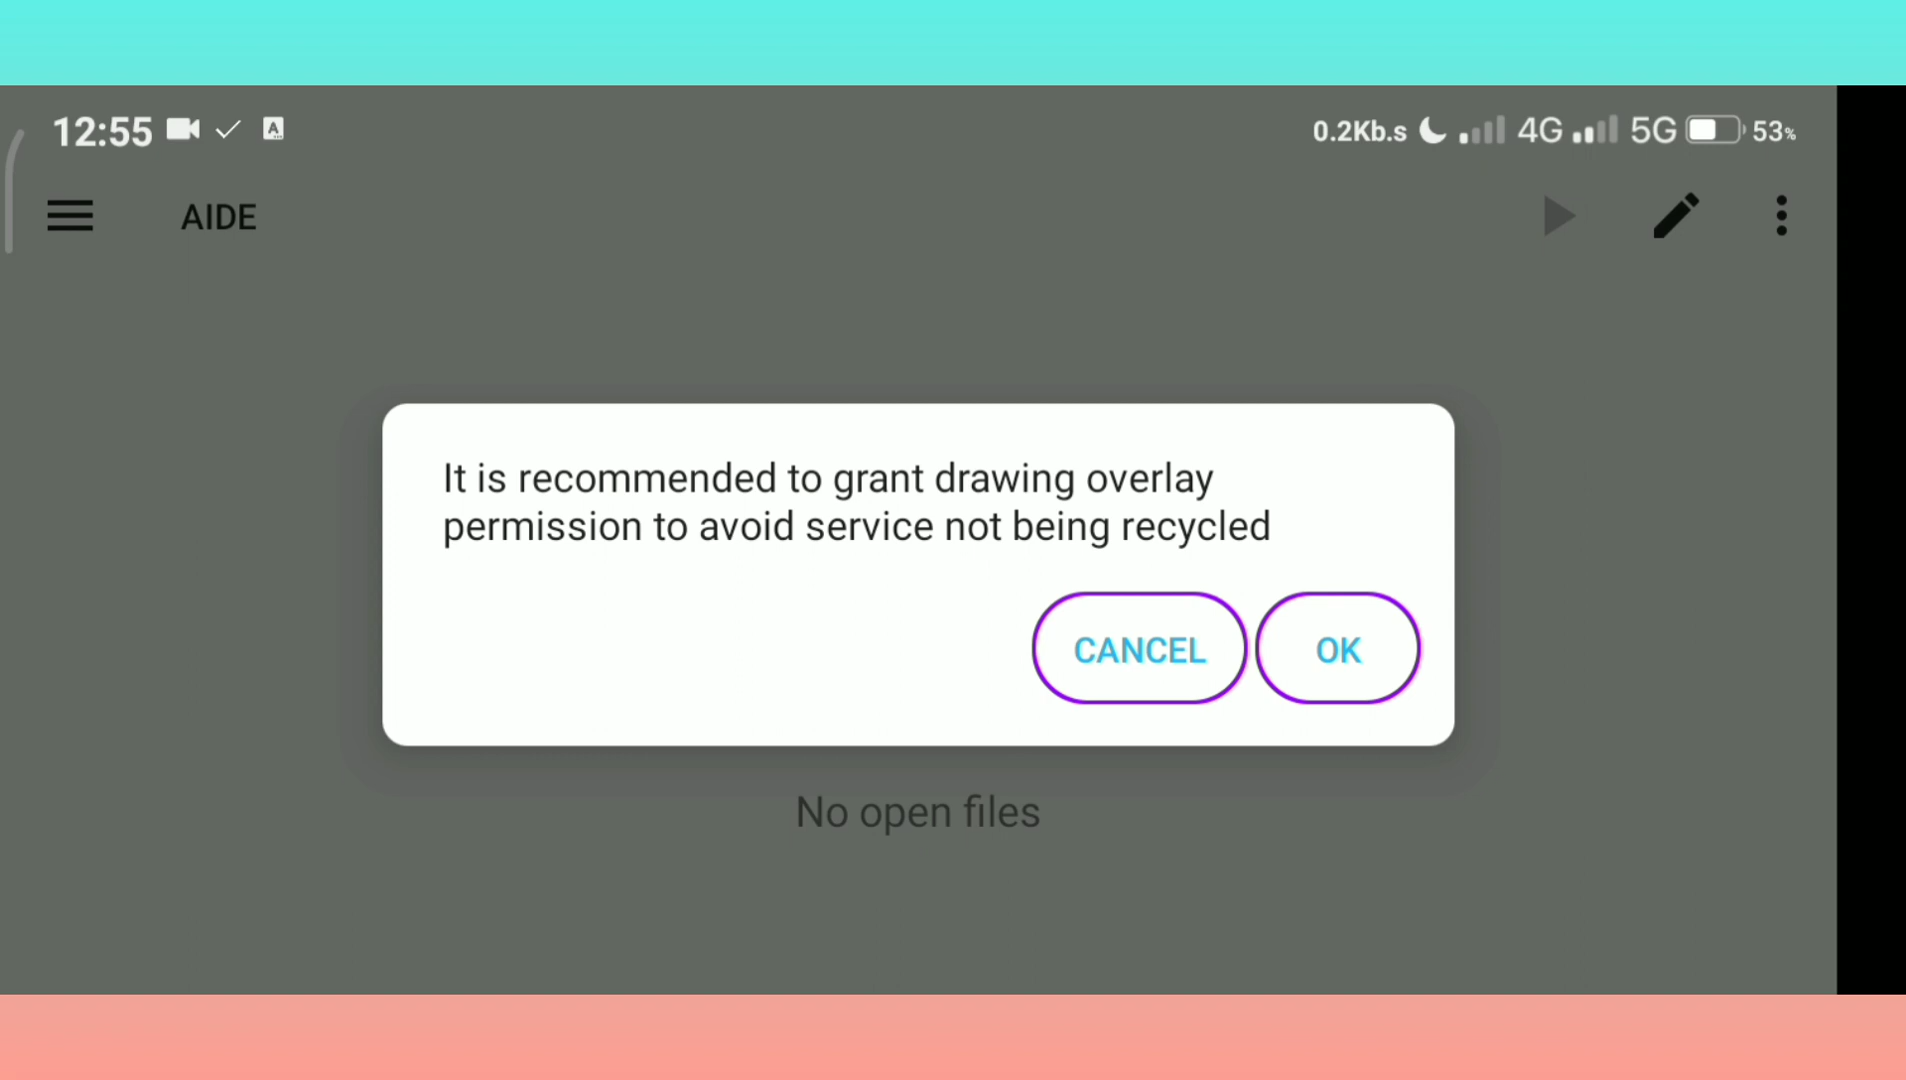 12:55
0.2Kb.s 4G 5G 53%
AIDE
It is recommended to grant drawing overlay
permission to avoid service not being recycled
CANCEL OK
No open files